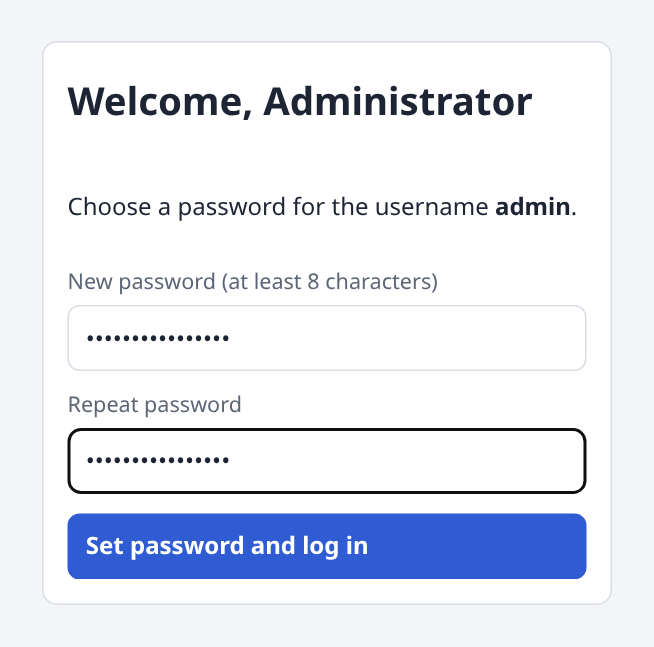 Welcome, Administrator
Choose a password for the username admin.
New password (at least 8 characters)
••••••••••••••••
Repeat password
••••••••••••••••
Set password and log in